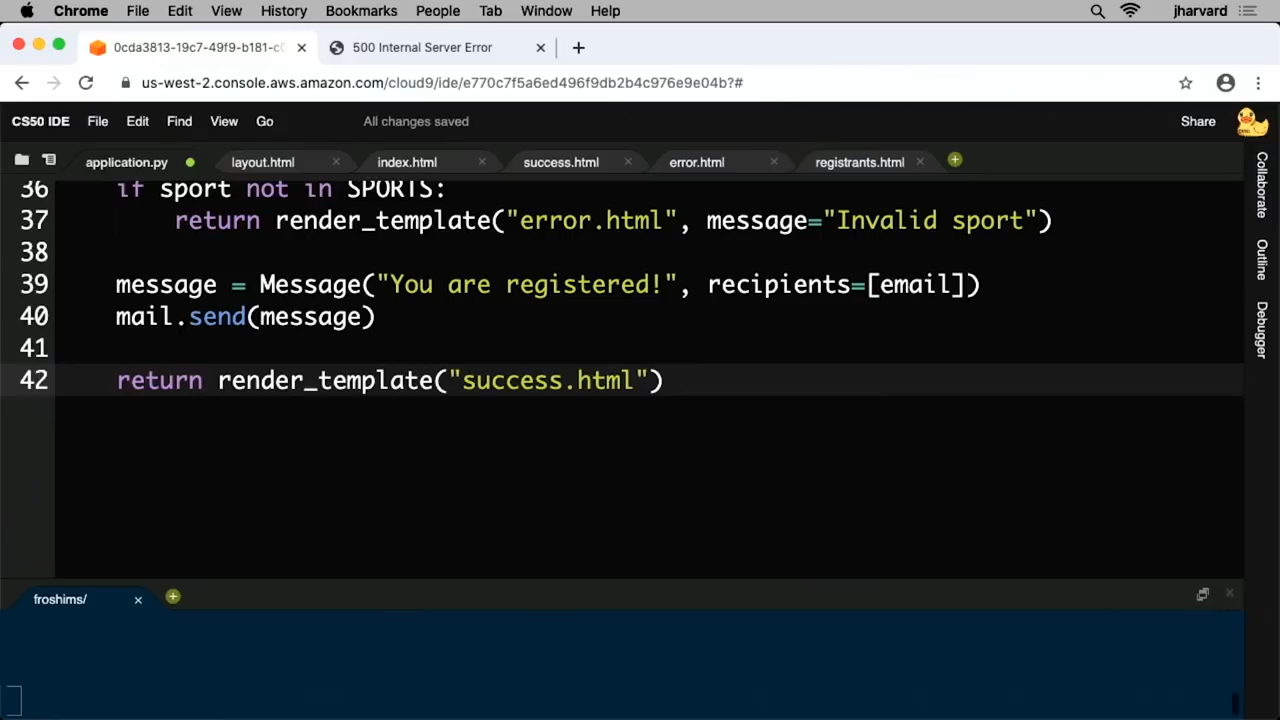 Chrome File Edit View History Bookmarks People Tab Window Help jharvard
0cda3813-19c7-49f9-b181-c 500 Internal Server Error
us-west-2.console.aws.amazon.com/cloud9/ide/e770c7f5a6ed496f9db2b4c976e9e04b?#
CS50 IDE File Edit Find View Go All changes saved Share
application.py layout.html index.html success.html error.html registrants.html
36 if sport not in SPORTS:
37 return render_template("error.html", message="Invalid sport")
38
39 message = Message("You are registered!", recipients=[email])
40 mail.send(message)
41
42 return render_template("success.html")
Collaborate
Outline
Debugger
froshims/